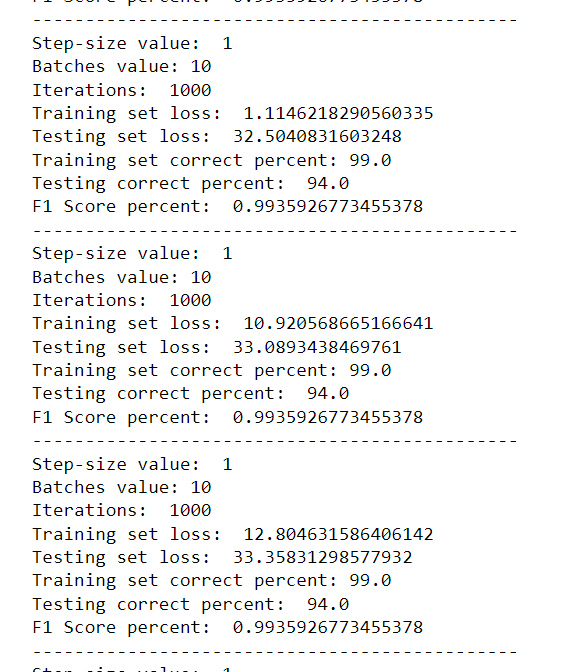 F1 Score percent:  0.9935926773455378
----------------------------------------------
Step-size value:  1
Batches value: 10
Iterations:  1000
Training set loss:  1.1146218290560335
Testing set loss:  32.5040831603248
Training set correct percent: 99.0
Testing correct percent:  94.0
F1 Score percent:  0.9935926773455378
----------------------------------------------
Step-size value:  1
Batches value: 10
Iterations:  1000
Training set loss:  10.920568665166641
Testing set loss:  33.0893438469761
Training set correct percent: 99.0
Testing correct percent:  94.0
F1 Score percent:  0.9935926773455378
----------------------------------------------
Step-size value:  1
Batches value: 10
Iterations:  1000
Training set loss:  12.804631586406142
Testing set loss:  33.35831298577932
Training set correct percent: 99.0
Testing correct percent:  94.0
F1 Score percent:  0.9935926773455378
----------------------------------------------
Step-size value:  1